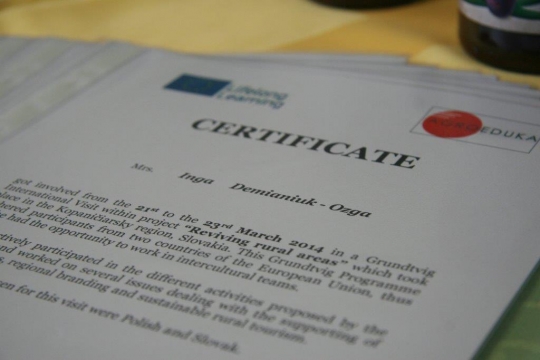 Lifelong
Learning
EDUKA
CERTIFICATE
Mrs. Inga Demianiuk - Ozga
got involved from the 21st to the 23rd March 2014 in a Grundtvig
International Visit within project "Reviving rural areas" which took
place in the Kopaničiarsky region, Slovakia. This Grundtvig Programme
participants from two countries of the European Union, thus
had the opportunity to work in intercultural teams.
participated in the different activities proposed by the
and worked on several issues dealing with the supporting of
regional branding and sustainable rural tourism.
for this visit were Polish and Slovak.